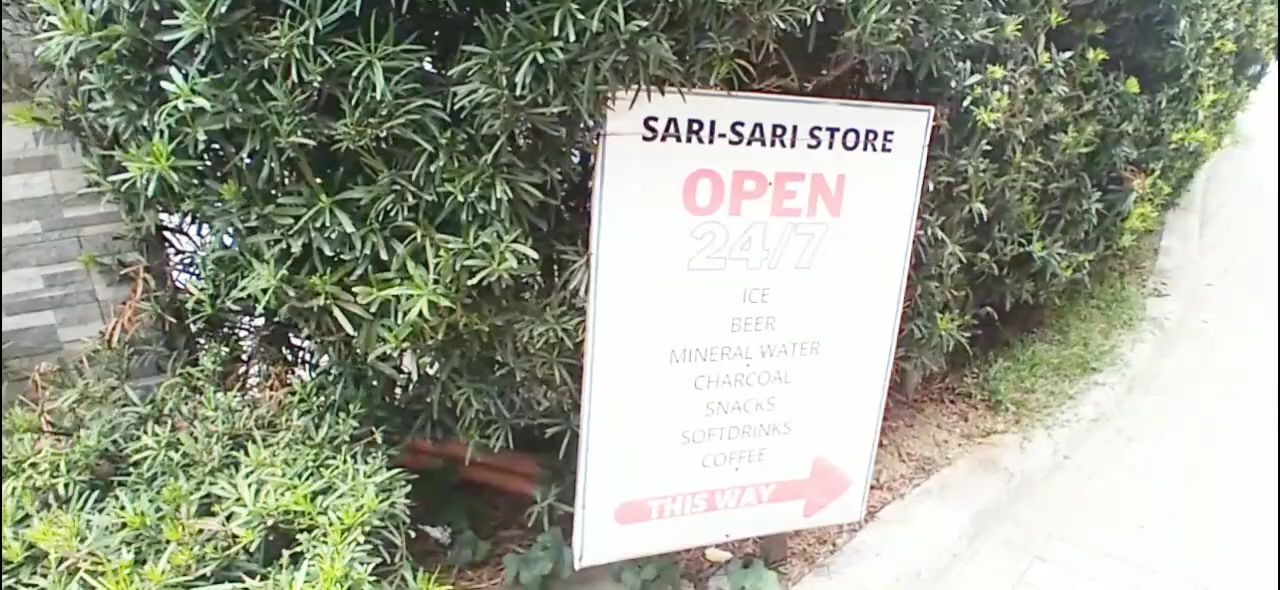 SARI-SARI STORE
OPEN
24/7
ICE
BEER
MINERAL WATER
CHARCOAL
SNACKS
SOFTDRINKS
COFFEE
THIS WAY